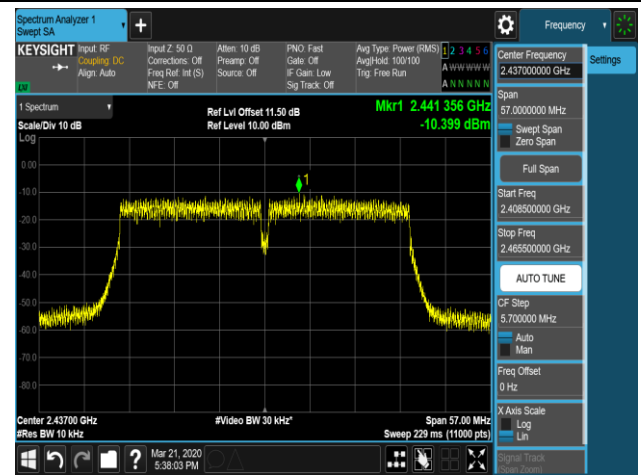 Spectrum Analyzer 1
Swept SA
Frequency
KEYSIGHT
Input: RF
Coupling: DC
Align: Auto
Input Z: 50 Ω
Corrections: Off
Freq Ref: Int (S)
NFE: Off
Atten: 10 dB
Preamp: Off
Source: Off
PNO: Fast
Gate: Off
IF Gain: Low
Sig Track: Off
Avg Type: Power (RMS)
Avg|Hold: 100/100
Trig: Free Run
1 2 3 4 5 6
A W W W W W
A N N N N N
1 Spectrum
Scale/Div 10 dB
Log
Ref Lvl Offset 11.50 dB
Ref Level 10.00 dBm
Mkr1 2.441 356 GHz
-10.399 dBm
1
0.00
-10.0
-20.0
-30.0
-40.0
-50.0
-60.0
-70.0
-80.0
Center 2.43700 GHz
#Res BW 10 kHz
#Video BW 30 kHz*
Span 57.00 MHz
Sweep 229 ms (11000 pts)
Center Frequency
2.437000000 GHz
Settings
Span
57.0000000 MHz
Swept Span
Zero Span
Full Span
Start Freq
2.408500000 GHz
Stop Freq
2.465500000 GHz
AUTO TUNE
CF Step
5.700000 MHz
Auto
Man
Freq Offset
0 Hz
X Axis Scale
Log
Lin
Signal Track
(Span Zoom)
?
Mar 21, 2020
5:38:03 PM